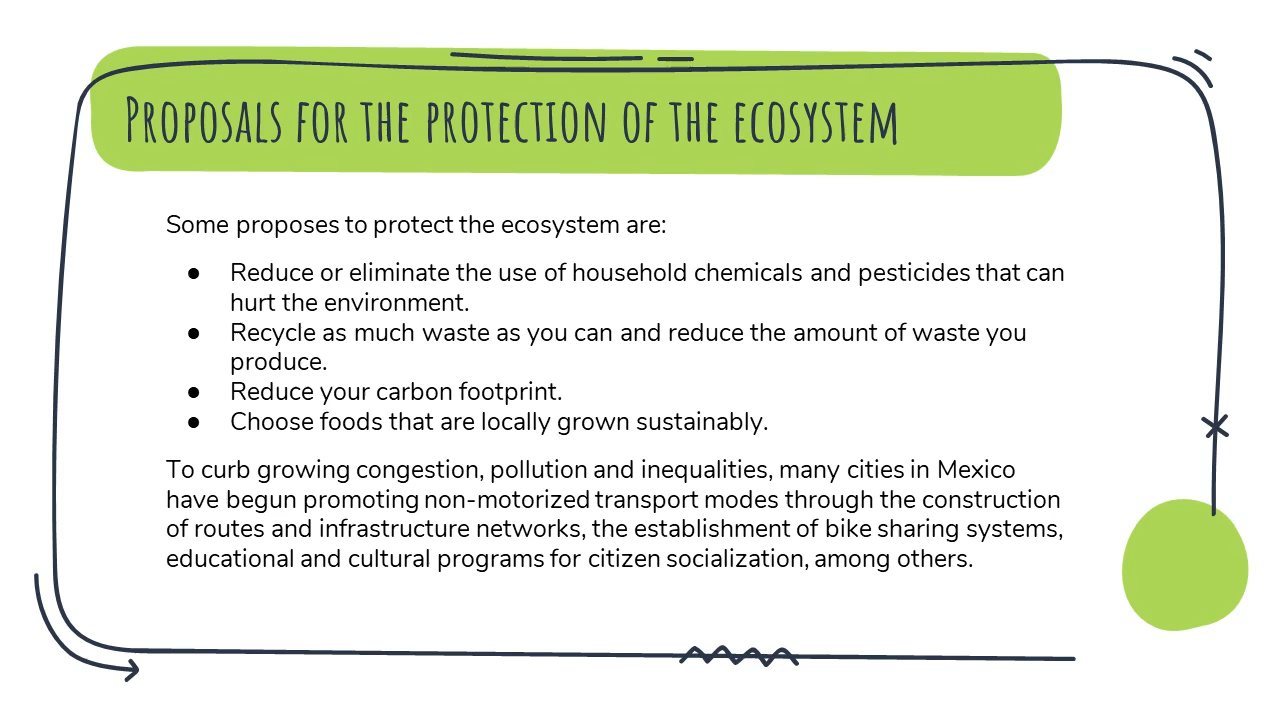 Proposals for the protection of the ecosystem
Some proposes to protect the ecosystem are:
● Reduce or eliminate the use of household chemicals and pesticides that can
hurt the environment.
● Recycle as much waste as you can and reduce the amount of waste you
produce.
● Reduce your carbon footprint.
● Choose foods that are locally grown sustainably.
To curb growing congestion, pollution and inequalities, many cities in Mexico
have begun promoting non-motorized transport modes through the construction
of routes and infrastructure networks, the establishment of bike sharing systems,
educational and cultural programs for citizen socialization, among others.